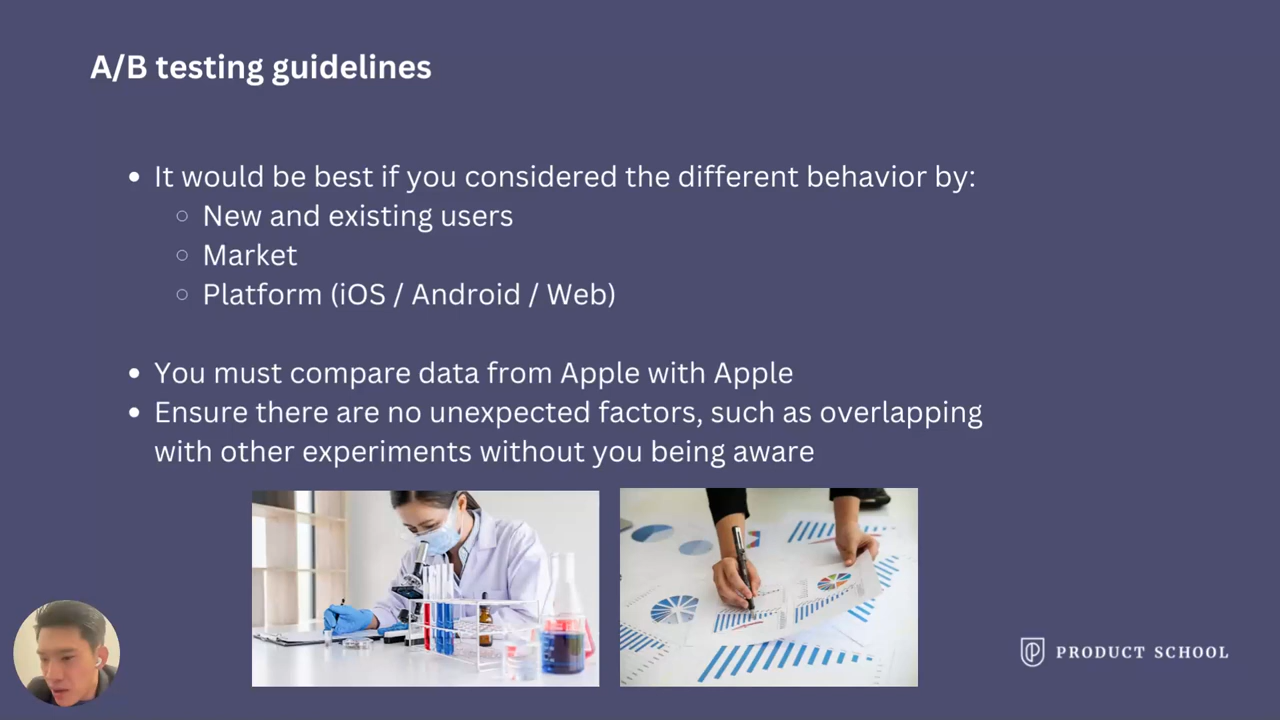 A/B testing guidelines
• It would be best if you considered the different behavior by:
○ New and existing users
○ Market
○ Platform (iOS / Android / Web)
• You must compare data from Apple with Apple
• Ensure there are no unexpected factors, such as overlapping
with other experiments without you being aware
PRODUCT SCHOOL